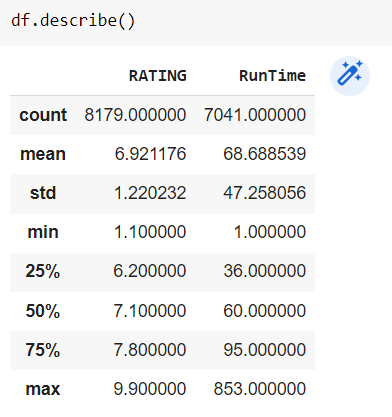 df.describe()
RATING RunTime
count 8179.000000 7041.000000
mean 6.921176 68.688539
std 1.220232 47.258056
min 1.100000 1.000000
25% 6.200000 36.000000
50% 7.100000 60.000000
75% 7.800000 95.000000
max 9.900000 853.000000